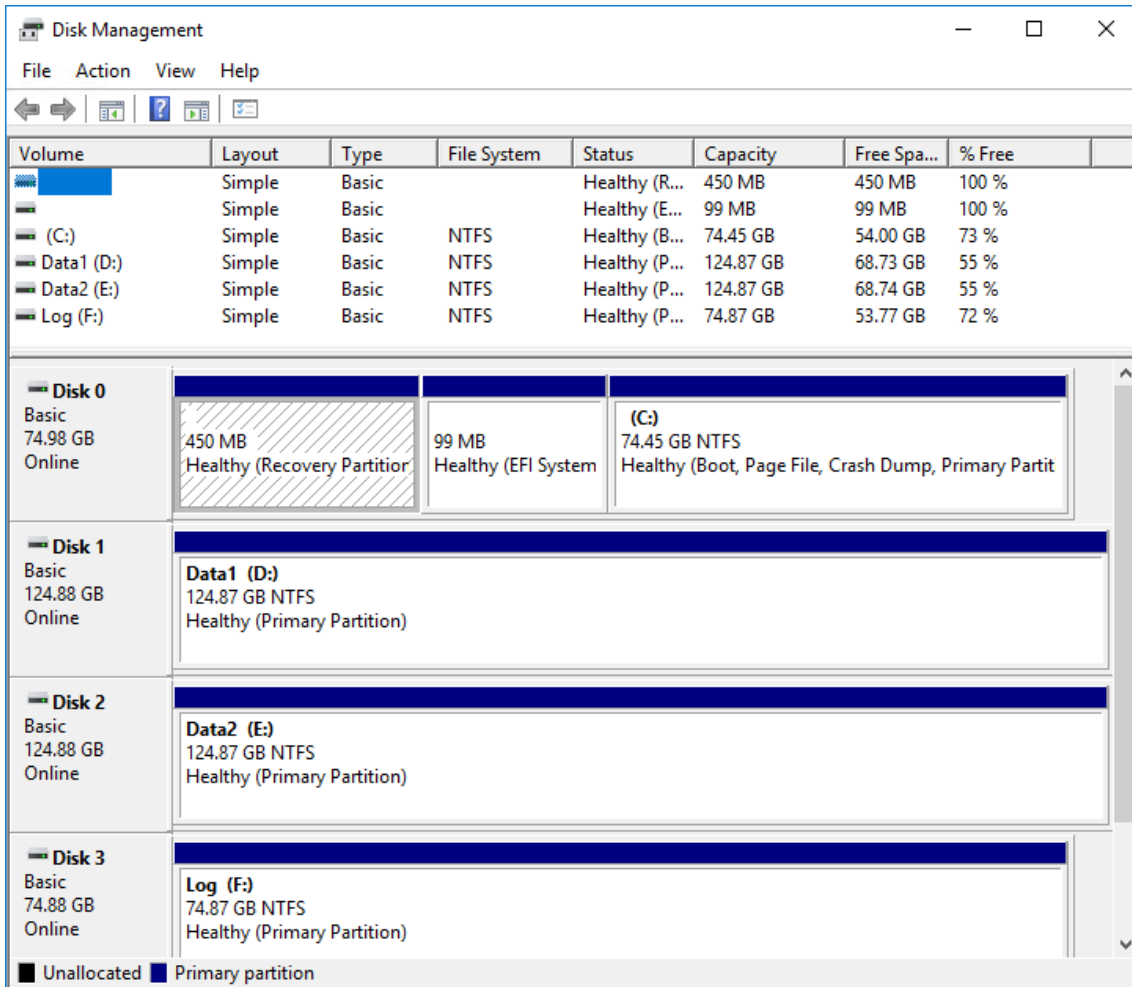 Disk Management
File Action View Help
Volume Layout Type File System Status Capacity Free Spa... % Free
Simple Basic Healthy (R... 450 MB 450 MB 100 %
Simple Basic Healthy (E... 99 MB 99 MB 100 %
(C:) Simple Basic NTFS Healthy (B... 74.45 GB 54.00 GB 73 %
Data1 (D:) Simple Basic NTFS Healthy (P... 124.87 GB 68.73 GB 55 %
Data2 (E:) Simple Basic NTFS Healthy (P... 124.87 GB 68.74 GB 55 %
Log (F:) Simple Basic NTFS Healthy (P... 74.87 GB 53.77 GB 72 %
Disk 0
Basic
74.98 GB
Online
450 MB
Healthy (Recovery Partition
99 MB
Healthy (EFI System
(C:)
74.45 GB NTFS
Healthy (Boot, Page File, Crash Dump, Primary Partit
Disk 1
Basic
124.88 GB
Online
Data1 (D:)
124.87 GB NTFS
Healthy (Primary Partition)
Disk 2
Basic
124.88 GB
Online
Data2 (E:)
124.87 GB NTFS
Healthy (Primary Partition)
Disk 3
Basic
74.88 GB
Online
Log (F:)
74.87 GB NTFS
Healthy (Primary Partition)
Unallocated Primary partition